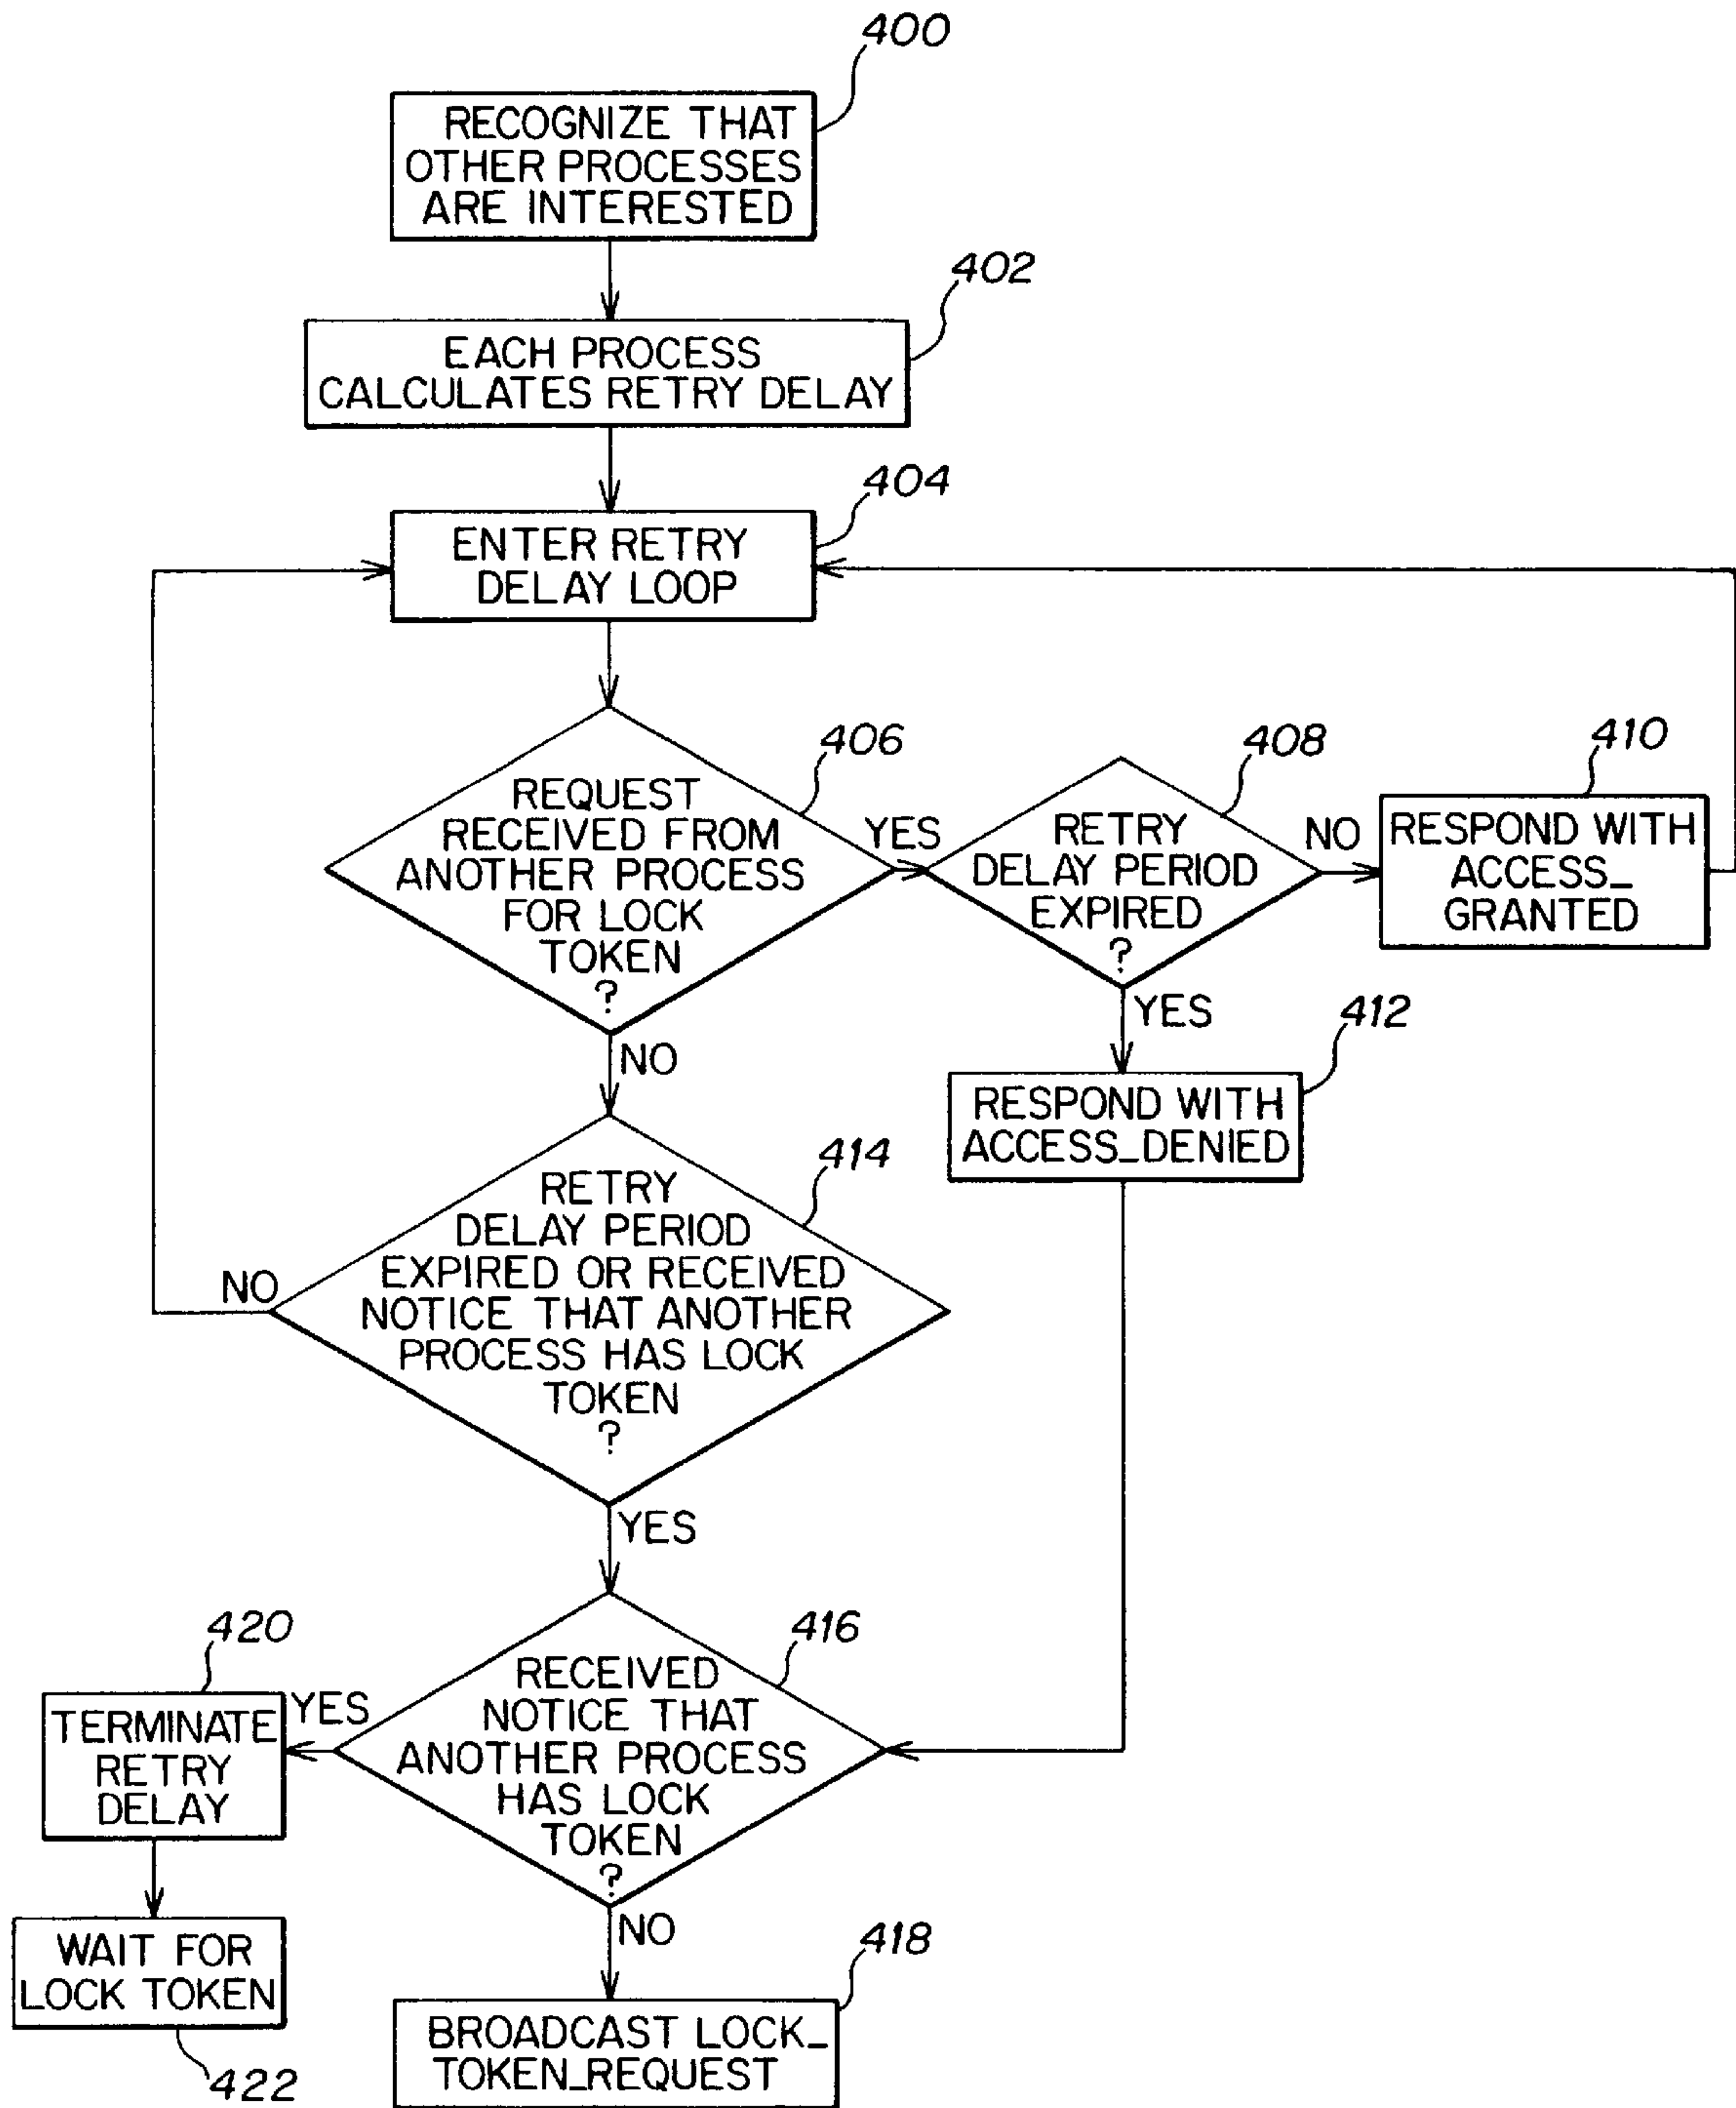 400
RECOGNIZE THAT
OTHER PROCESSES
ARE INTERESTED
402
EACH PROCESS
CALCULATES RETRY DELAY
404
ENTER RETRY
DELAY LOOP
406
REQUEST
RECEIVED FROM
ANOTHER PROCESS
FOR LOCK
TOKEN
?
YES
NO
408
RETRY
DELAY PERIOD
EXPIRED
?
NO
YES
410
RESPOND WITH
ACCESS_
GRANTED
412
RESPOND WITH
ACCESS_DENIED
414
RETRY
DELAY PERIOD
EXPIRED OR RECEIVED
NOTICE THAT ANOTHER
PROCESS HAS LOCK
TOKEN
?
NO
YES
416
RECEIVED
NOTICE THAT
ANOTHER PROCESS
HAS LOCK
TOKEN
?
YES
NO
420
TERMINATE
RETRY
DELAY
WAIT FOR
LOCK TOKEN
422
418
BROADCAST LOCK_
TOKEN_REQUEST